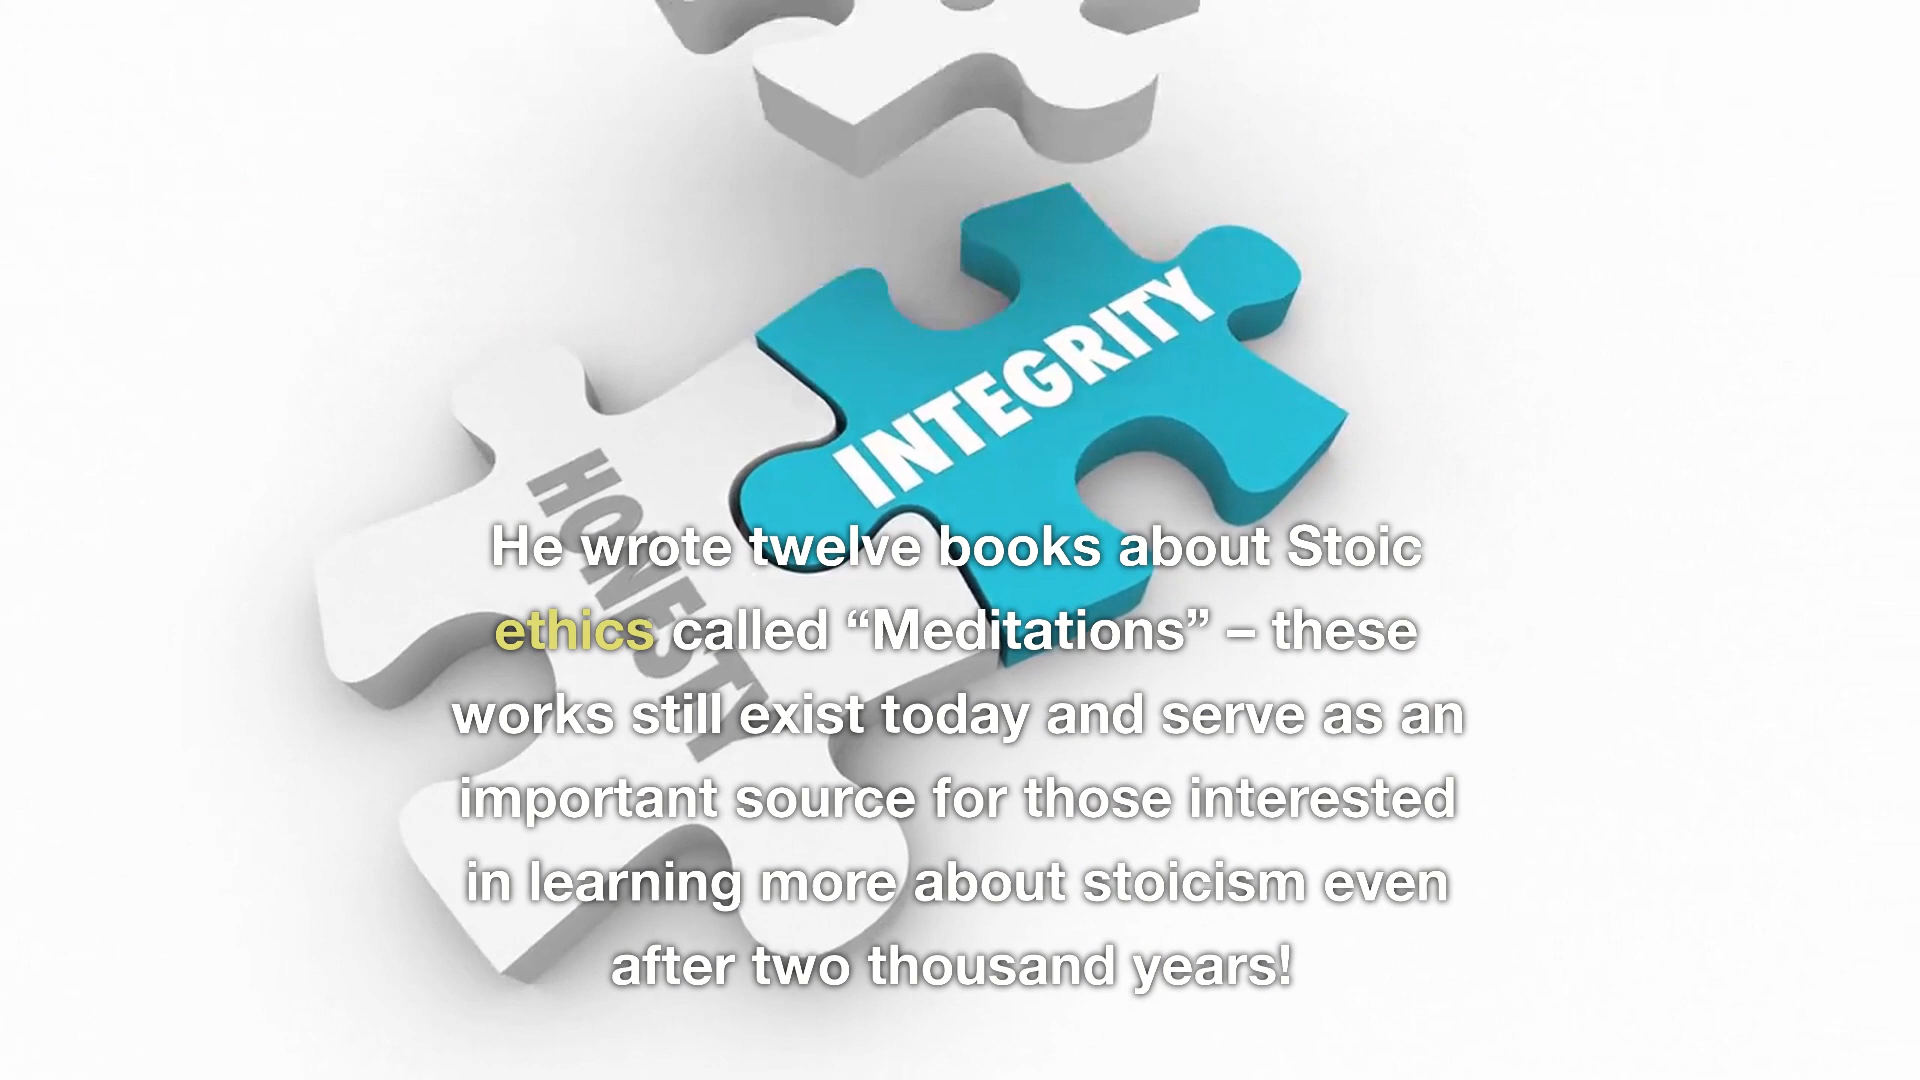 INTEGRITY
HONESTY
He wrote twelve books about Stoic
ethics called “Meditations” – these
works still exist today and serve as an
important source for those interested
in learning more about stoicism even
after two thousand years!